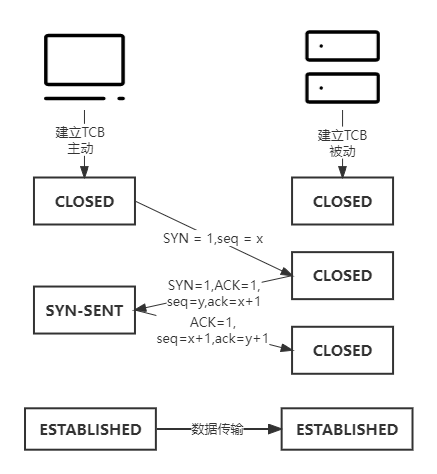 建立TCB
主动
建立TCB
被动
CLOSED
CLOSED
SYN = 1,seq = x
CLOSED
SYN=1,ACK=1,
seq=y,ack=x+1
SYN-SENT
ACK=1,
seq=x+1,ack=y+1
CLOSED
ESTABLISHED
数据传输
ESTABLISHED